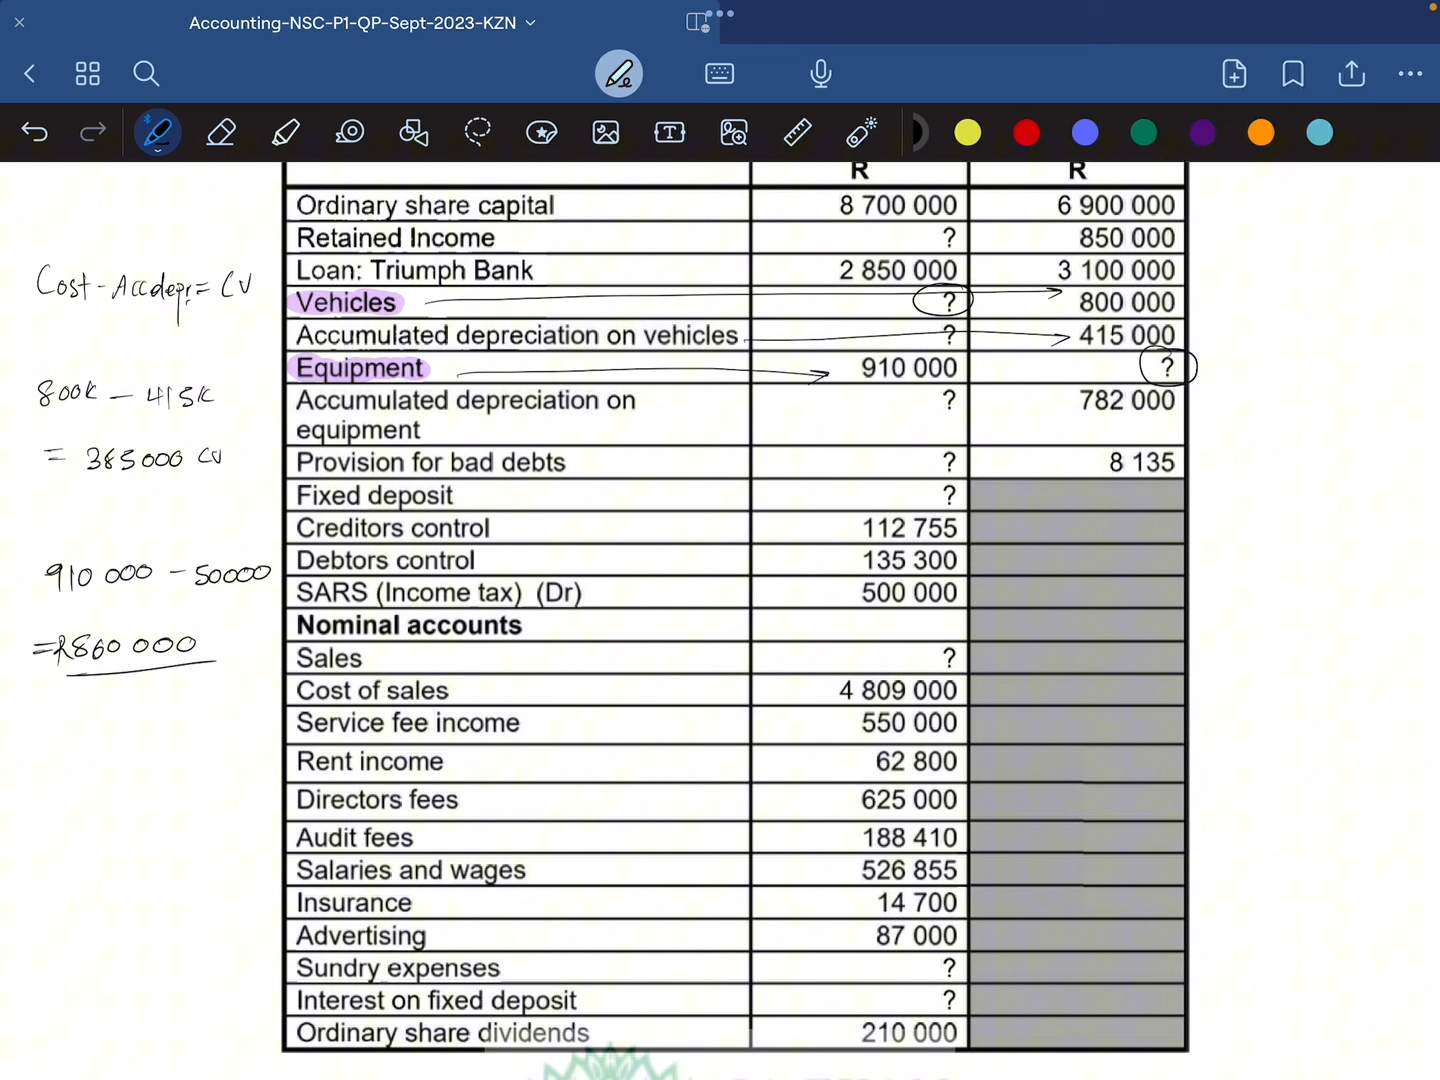 Accounting-NSC-P1-QP-Sept-2023-KZN
R R
Ordinary share capital 8 700 000 6 900 000
Retained Income ? 850 000
Loan: Triumph Bank 2 850 000 3 100 000
Cost - Accdepr = CV
Vehicles ? 800 000
Accumulated depreciation on vehicles ? 415 000
Equipment 910 000 ?
800k - 415k
Accumulated depreciation on ? 782 000
equipment
= 385000 CV
Provision for bad debts ? 8 135
Fixed deposit ?
Creditors control 112 755
Debtors control 135 300
910 000 - 50000
SARS (Income tax) (Dr) 500 000
Nominal accounts
=R860 000
Sales ?
Cost of sales 4 809 000
Service fee income 550 000
Rent income 62 800
Directors fees 625 000
Audit fees 188 410
Salaries and wages 526 855
Insurance 14 700
Advertising 87 000
Sundry expenses ?
Interest on fixed deposit ?
Ordinary share dividends 210 000